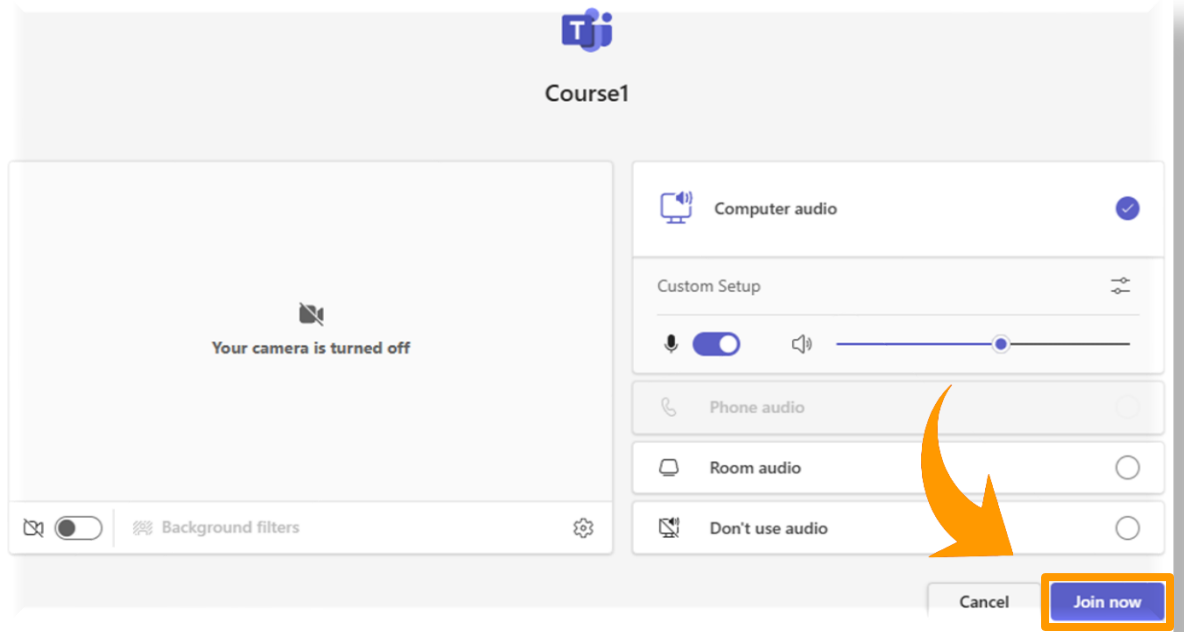 T
Course1
Your camera is turned off
Background filters
Computer audio
Custom Setup
Phone audio
Room audio
Don't use audio
Cancel
Join now